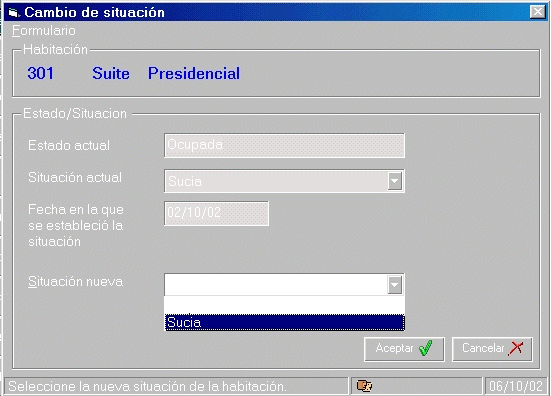 Cambio de situación
Formulario
Habitación
301 Suite Presidencial
Estado/Situacion
Estado actual Ocupada
Situación actual Sucia
Fecha en la que 02/10/02
se estableció la
situación
Situación nueva
Sucia
Aceptar Cancelar
Seleccione la nueva situación de la habitación. 06/10/02